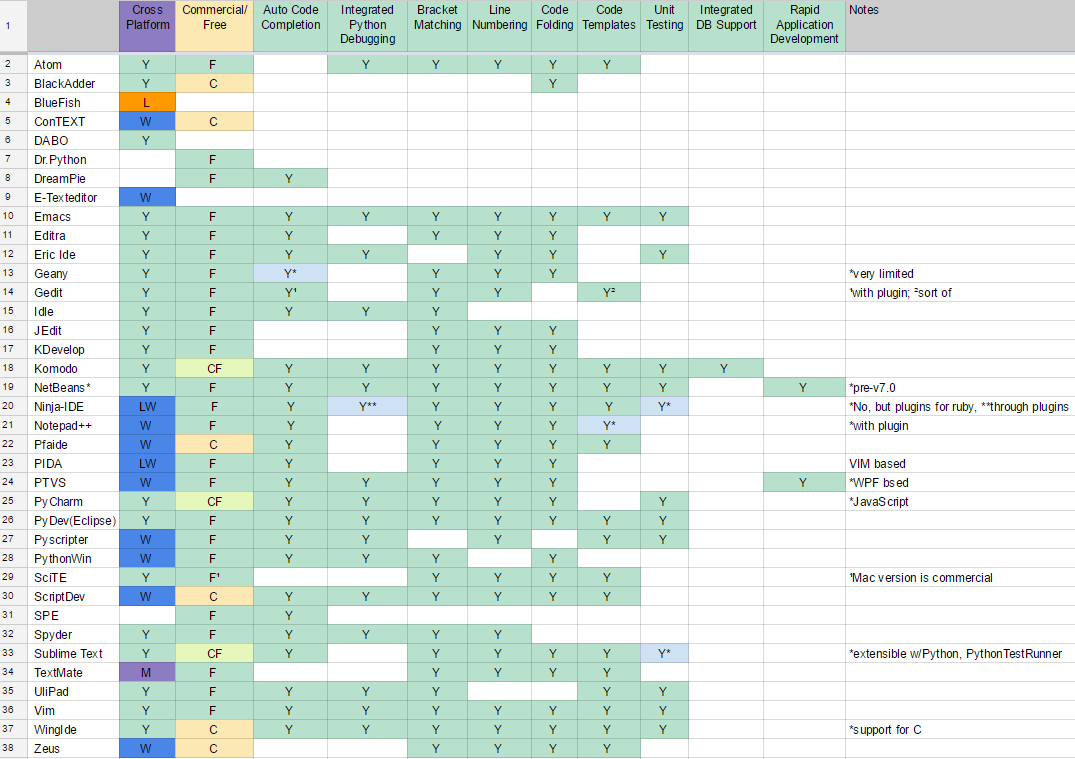 1 Cross Platform Commercial/ Free Auto Code Completion Integrated Python Debugging Bracket Matching Line Numbering Code Folding Code Templates Unit Testing Integrated DB Support Rapid Application Development Notes
2 Atom Y F Y Y Y Y Y
3 BlackAdder Y C Y
4 BlueFish L
5 ConTEXT W C
6 DABO Y
7 Dr.Python F
8 DreamPie F Y
9 E-Texteditor W
10 Emacs Y F Y Y Y Y Y Y Y
11 Editra Y F Y Y Y Y
12 Eric Ide Y F Y Y Y Y Y
13 Geany Y F Y* Y Y Y *very limited
14 Gedit Y F Y¹ Y Y Y² ¹with plugin; ²sort of
15 Idle Y F Y Y Y
16 JEdit Y F Y Y Y
17 KDevelop Y F Y Y Y
18 Komodo Y CF Y Y Y Y Y Y Y Y
19 NetBeans* Y F Y Y Y Y Y Y Y Y *pre-v7.0
20 Ninja-IDE LW F Y Y** Y Y Y Y Y* *No, but plugins for ruby, **through plugins
21 Notepad++ W F Y Y Y Y Y* *with plugin
22 Pfaide W C Y Y Y Y Y
23 PIDA LW F Y Y Y Y VIM based
24 PTVS W F Y Y Y Y Y Y *WPF bsed
25 PyCharm Y CF Y Y Y Y Y Y *JavaScript
26 PyDev(Eclipse) Y F Y Y Y Y Y Y Y
27 Pyscripter W F Y Y Y Y Y
28 PythonWin W F Y Y Y Y
29 SciTE Y F¹ Y Y Y Y ¹Mac version is commercial
30 ScriptDev W C Y Y Y Y Y Y
31 SPE F Y
32 Spyder Y F Y Y Y Y
33 Sublime Text Y CF Y Y Y Y Y Y* *extensible w/Python, PythonTestRunner
34 TextMate M F Y Y Y Y
35 UliPad Y F Y Y Y Y Y
36 Vim Y F Y Y Y Y Y Y Y
37 WingIde Y C Y Y Y Y Y Y Y *support for C
38 Zeus W C Y Y Y Y